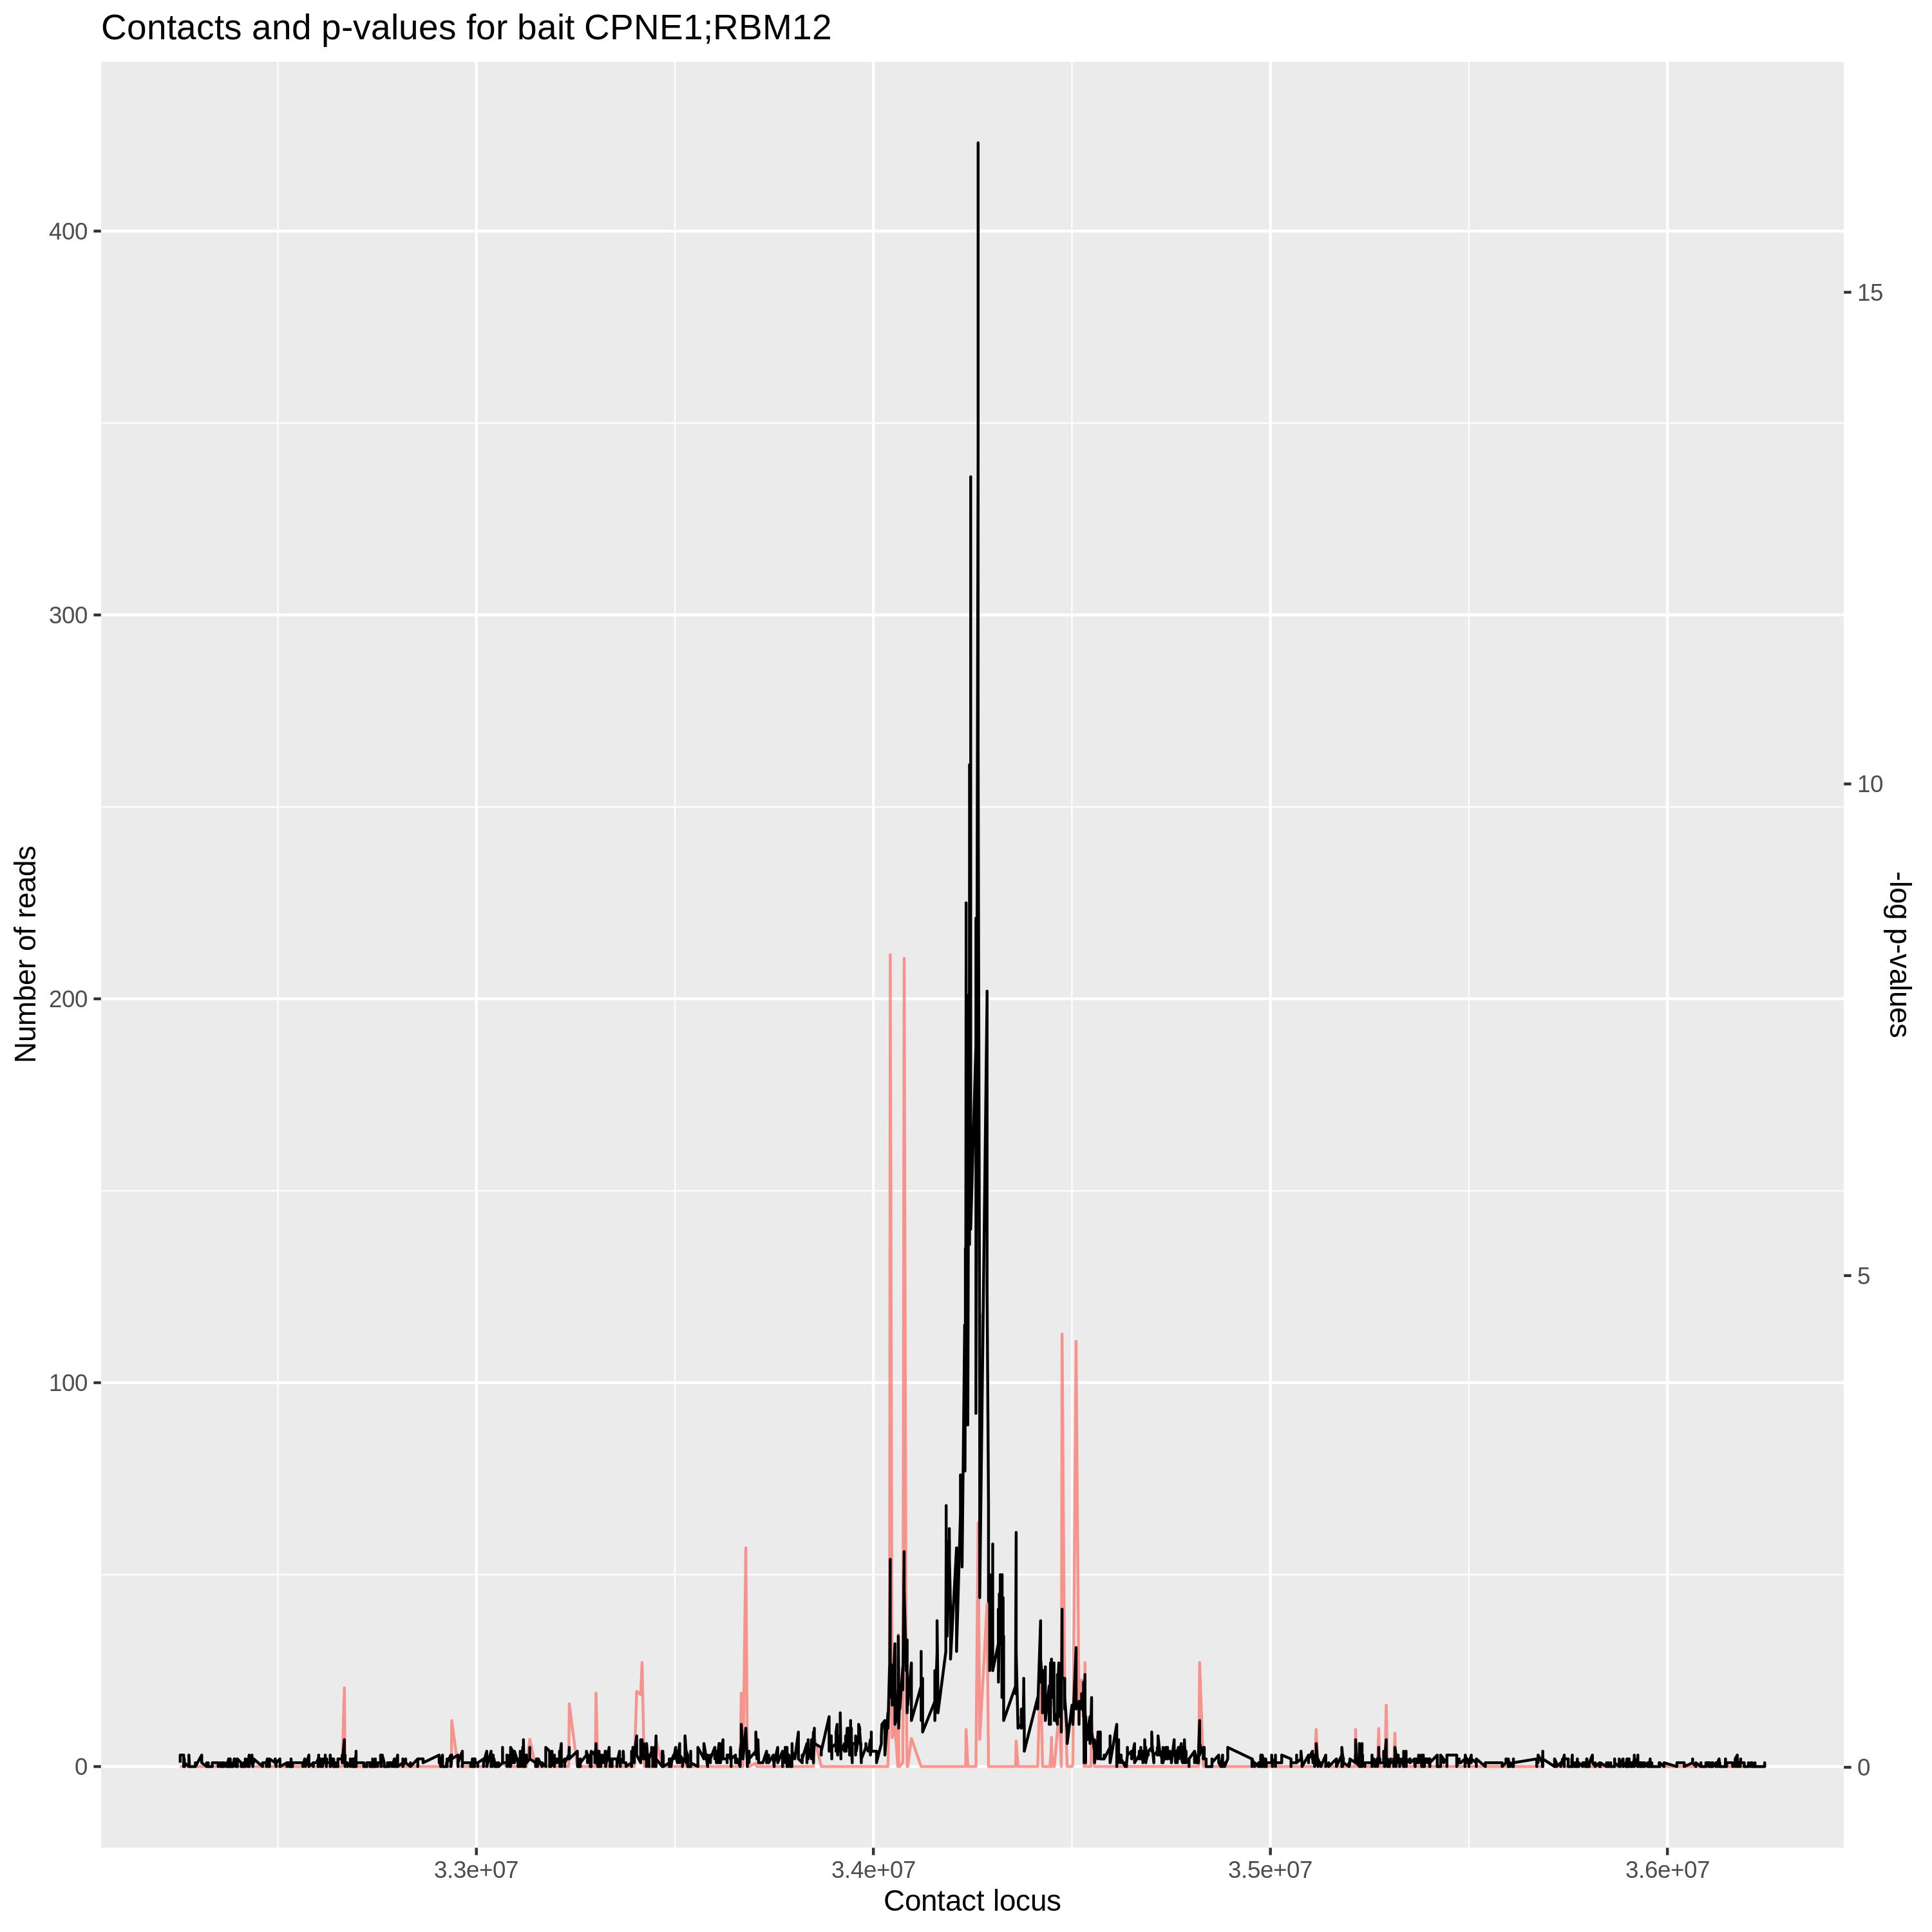 Contacts and p-values for bait CPNE1;RBM12
400
300
200
100
0
Number of reads
15
10
5
0
-log p-values
3.3e+07
3.4e+07
3.5e+07
3.6e+07
Contact locus